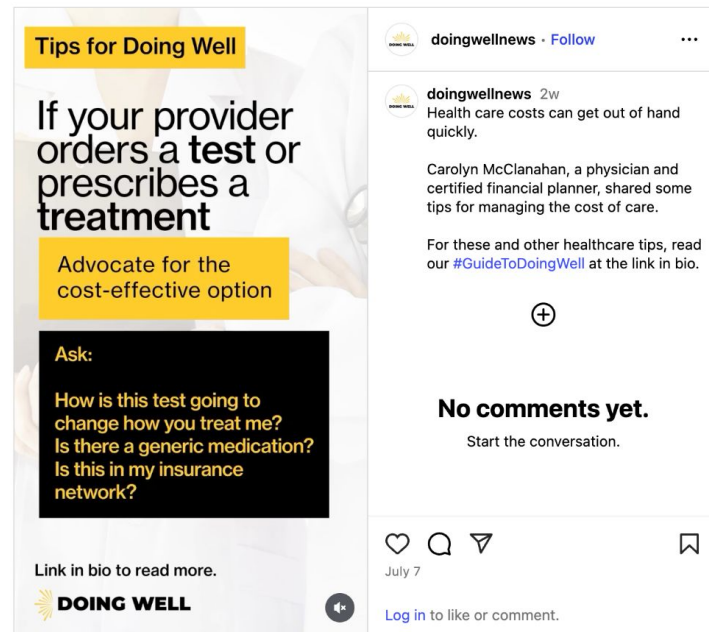 Tips for Doing Well
If your provider
orders a test or
prescribes a
treatment
Advocate for the
cost-effective option
Ask:
How is this test going to
change how you treat me?
Is there a generic medication?
Is this in my insurance
network?
Link in bio to read more.
DOING WELL
DOING WELL
doingwellnews · Follow
DOING WELL
doingwellnews 2w
Health care costs can get out of hand
quickly.
Carolyn McClanahan, a physician and
certified financial planner, shared some
tips for managing the cost of care.
For these and other healthcare tips, read
our #GuideToDoingWell at the link in bio.
No comments yet.
Start the conversation.
July 7
Log in to like or comment.